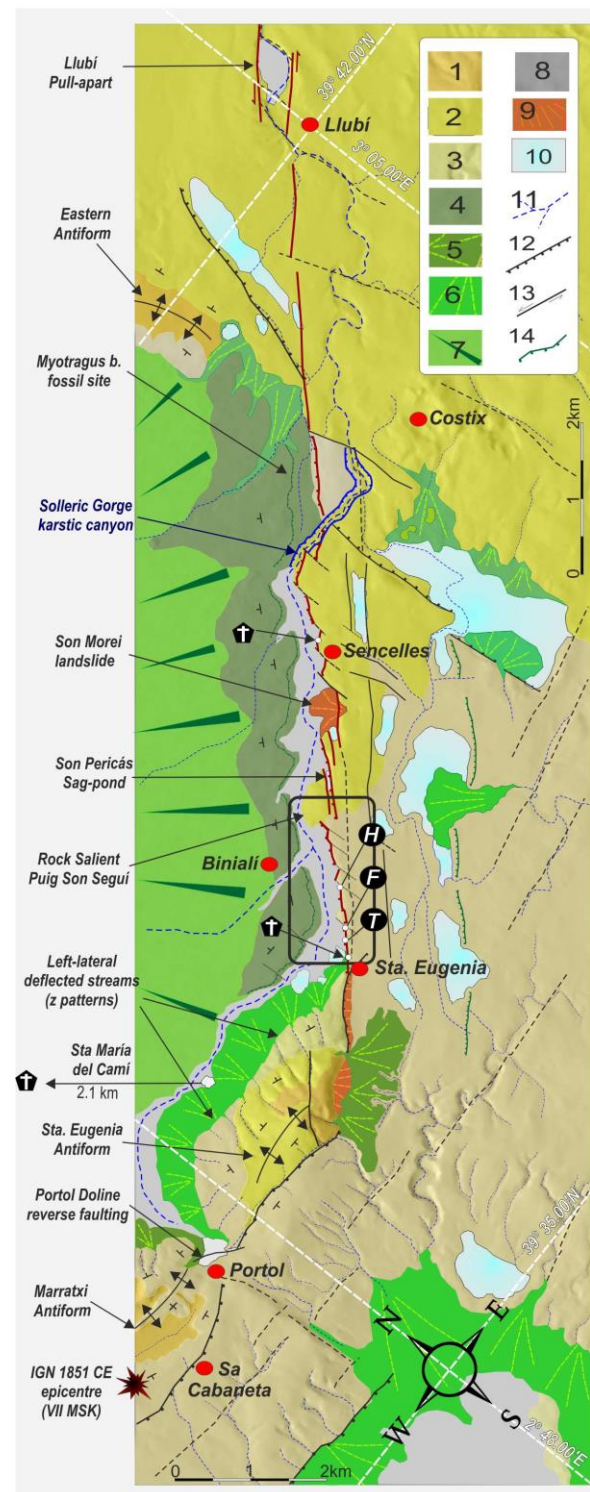 Llubí
Pull-apart
39° 42.00'N
Llubí
3° 05.00'E
1
2
3
4
5
6
7
8
9
10
11
12
13
14
Eastern
Antiform
Myotragus b.
fossil site
Costix
2km
1
0
Solleric Gorge
karstic canyon
Son Morei
landslide
Sencelles
Son Pericás
Sag-pond
H
Rock Salient
Puig Son Seguí
Binialí
F
T
Left-lateral
deflected streams
(z patterns)
Sta. Eugenia
Sta María
del Camí
2.1 km
Sta. Eugenia
Antiform
Portol Doline
reverse faulting
39° 35.00'N
Portol
Marratxi
Antiform
N
E
W
S
IGN 1851 CE
epicentre
(VII MSK)
Sa
Cabaneta
2° 48.00'E
0
1
2km